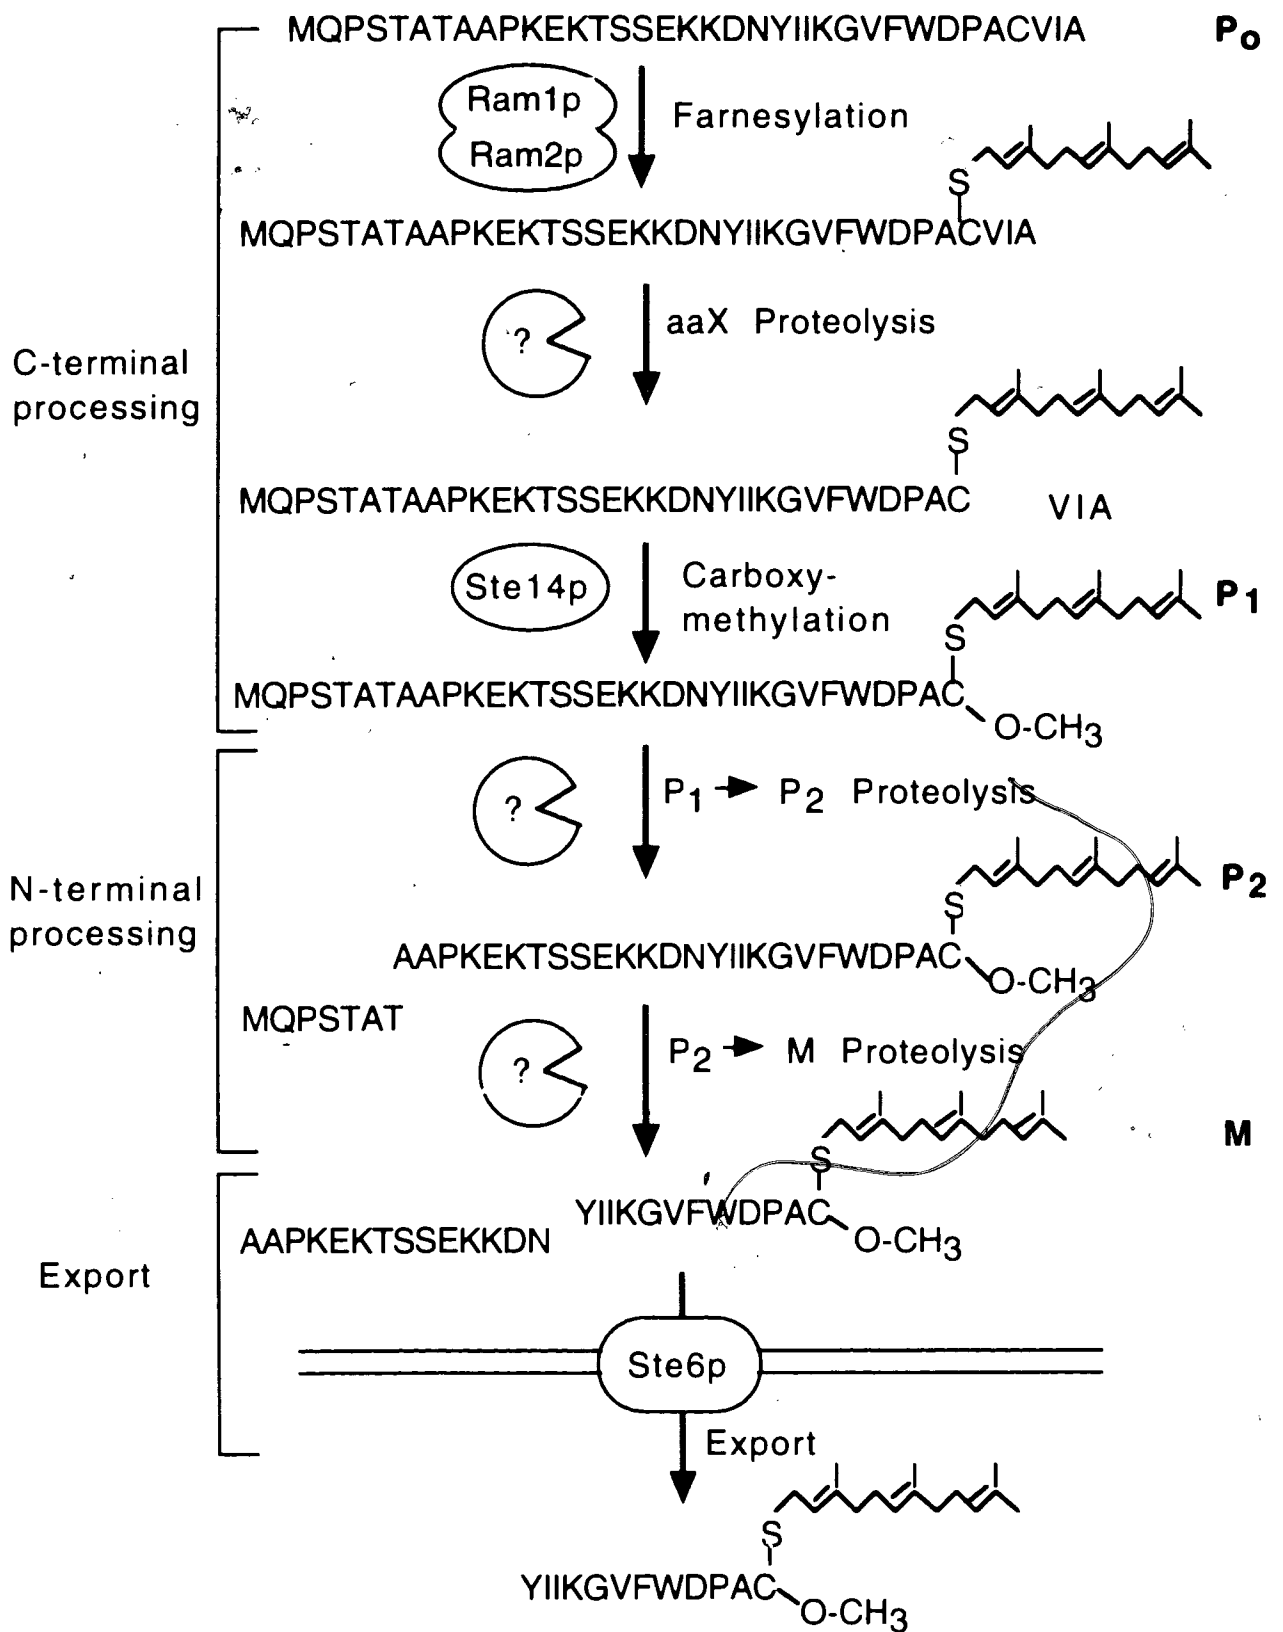 MQPSTATAAPKEKTSSEKKDNYIIKGVFWDPACVIA Po
Ram1p
Ram2p
Farnesylation
S
MQPSTATAAPKEKTSSEKKDNYIIKGVFWDPACVIA
?
aaX Proteolysis
C-terminal
processing
S
MQPSTATAAPKEKTSSEKKDNYIIKGVFWDPAC VIA
Ste14p
Carboxy-
methylation
P1
S
MQPSTATAAPKEKTSSEKKDNYIIKGVFWDPAC
O-CH3
?
P1 → P2 Proteolysis
N-terminal
processing
P2
S
AAPKEKTSSEKKDNYIIKGVFWDPAC
O-CH3
MQPSTAT
?
P2 → M Proteolysis
M
S
YIIKGVFWDPAC
AAPKEKTSSEKKDN
O-CH3
Export
Ste6p
Export
S
YIIKGVFWDPAC
O-CH3